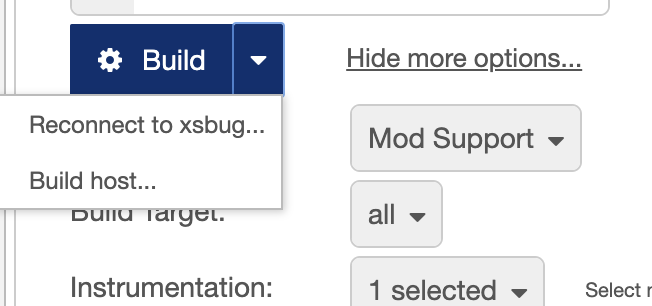 Build
Hide more options...
Reconnect to xsbug...
Mod Support
Build host...
Build Target:
all
Instrumentation:
1 selected
Select